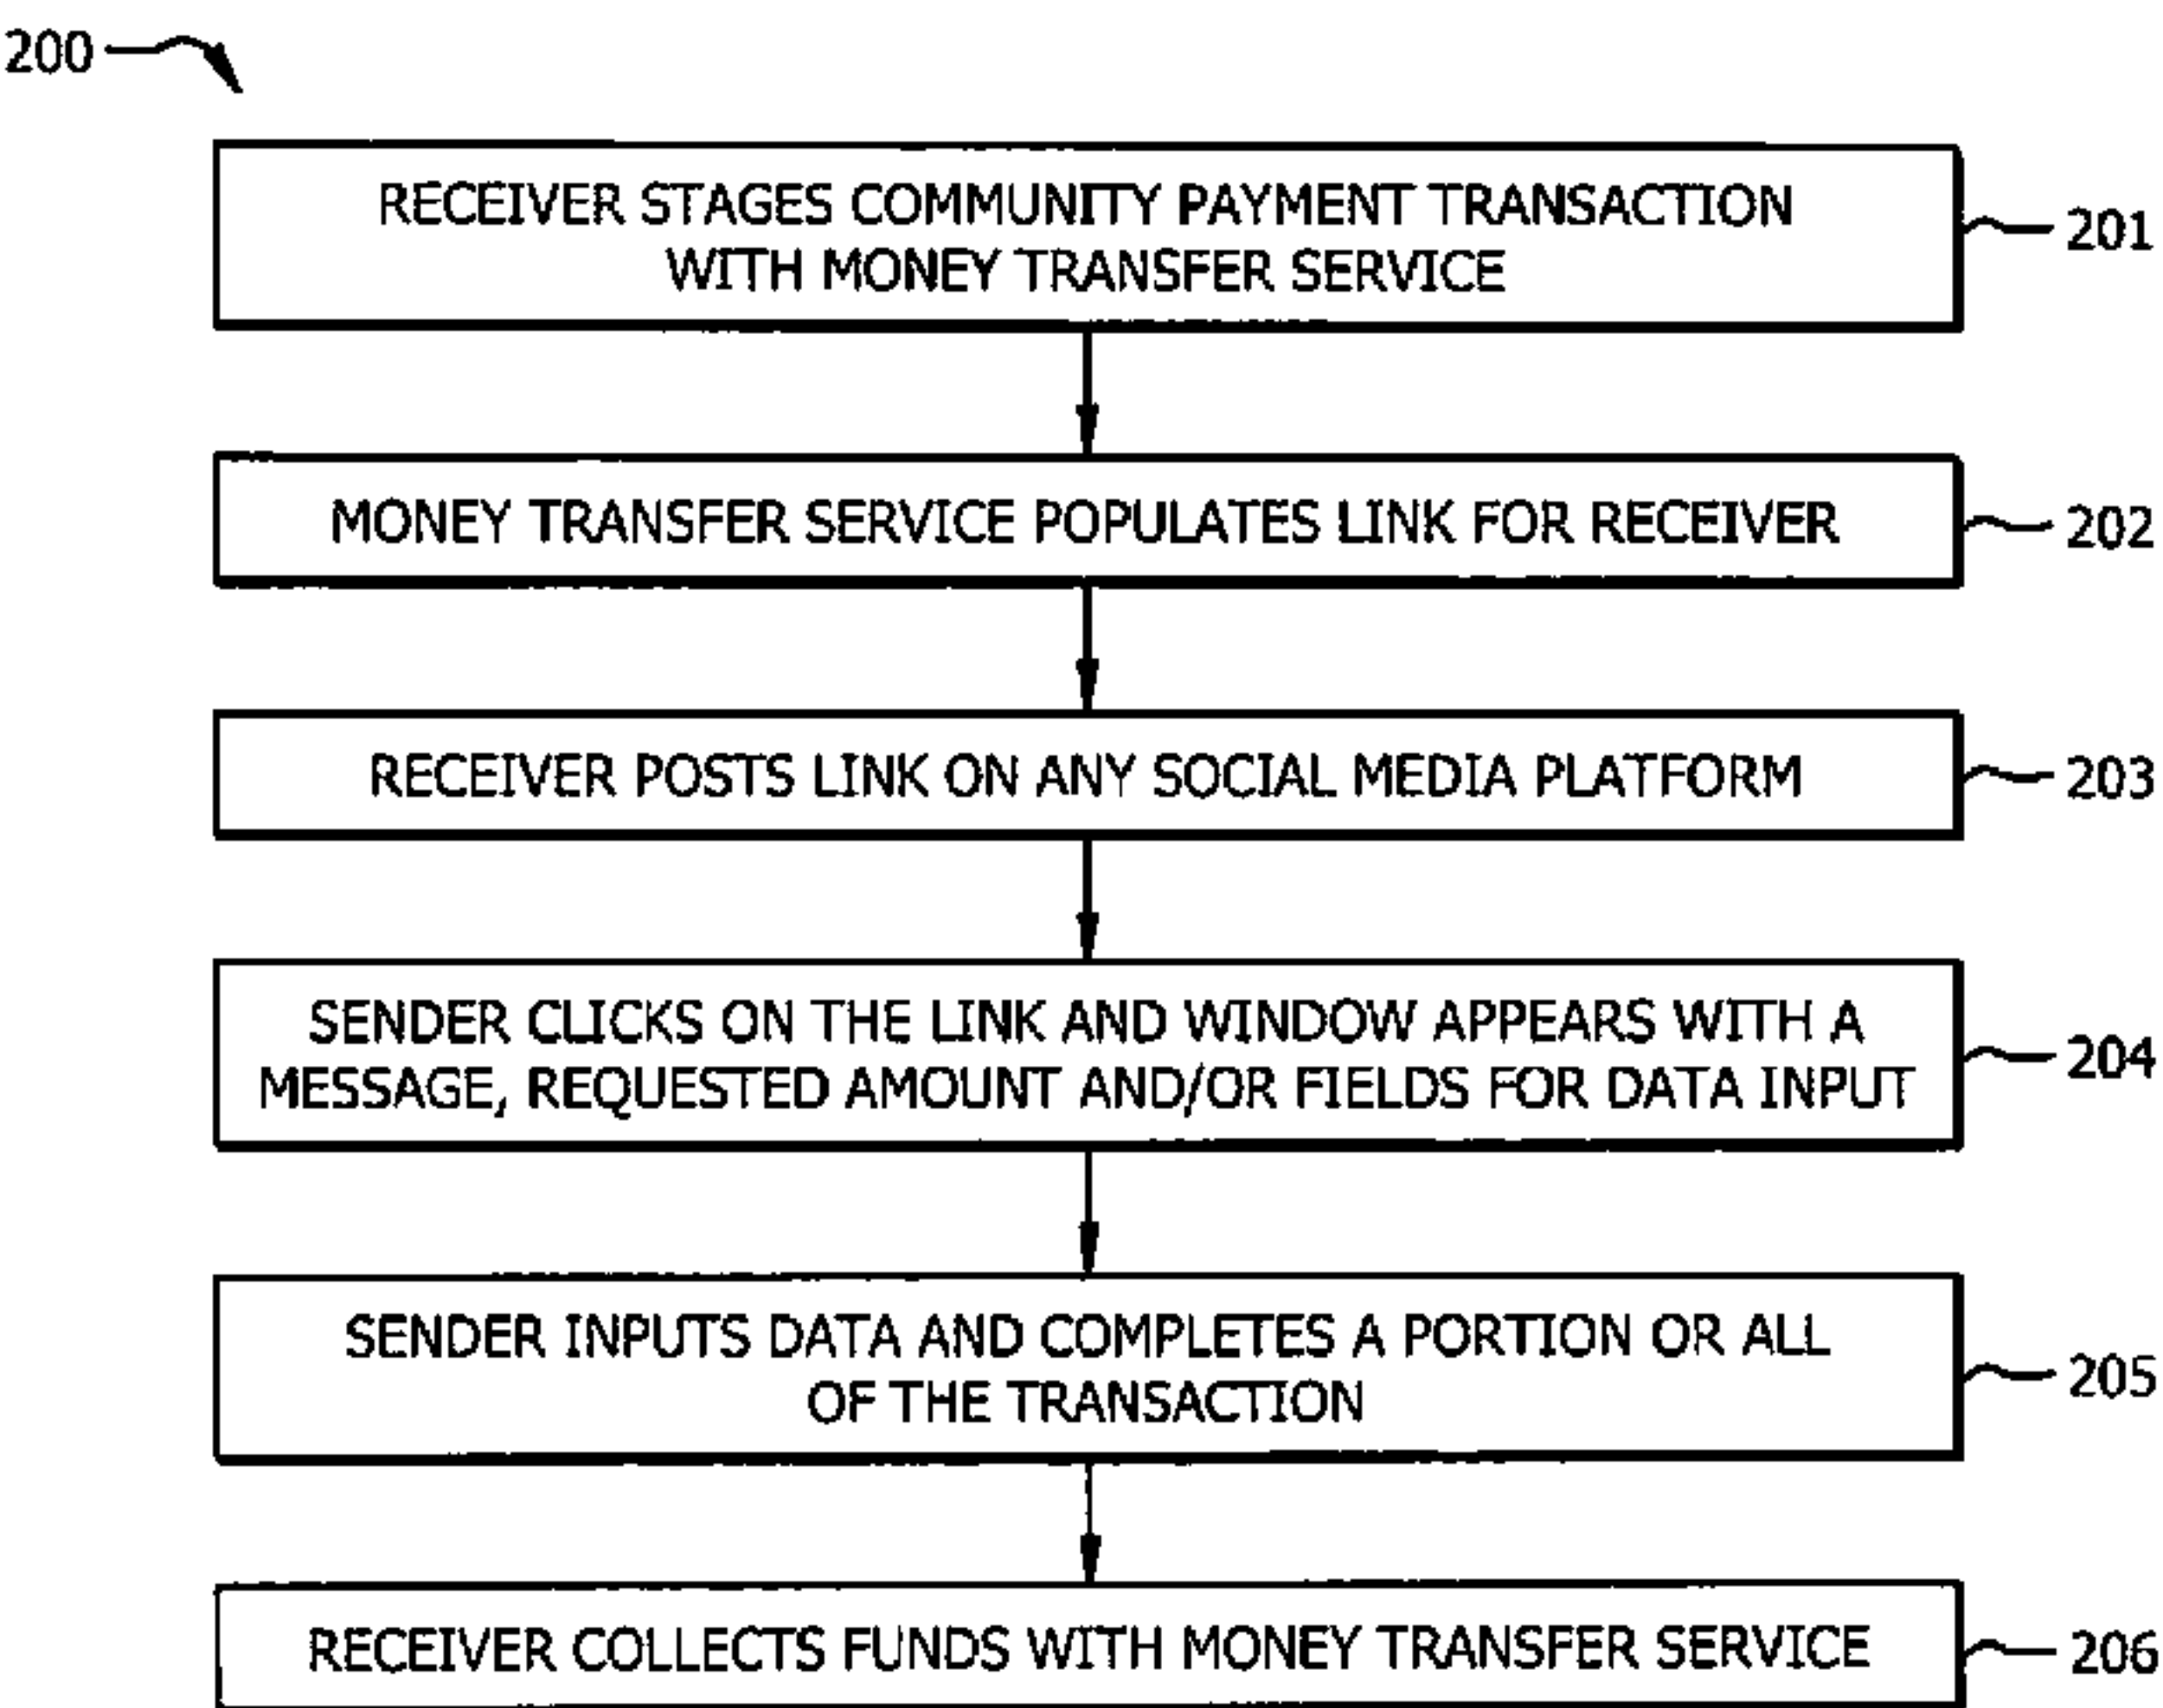 200
RECEIVER STAGES COMMUNITY PAYMENT TRANSACTION
WITH MONEY TRANSFER SERVICE
201
MONEY TRANSFER SERVICE POPULATES LINK FOR RECEIVER
202
RECEIVER POSTS LINK ON ANY SOCIAL MEDIA PLATFORM
203
SENDER CLICKS ON THE LINK AND WINDOW APPEARS WITH A
MESSAGE, REQUESTED AMOUNT AND/OR FIELDS FOR DATA INPUT
204
SENDER INPUTS DATA AND COMPLETES A PORTION OR ALL
OF THE TRANSACTION
205
RECEIVER COLLECTS FUNDS WITH MONEY TRANSFER SERVICE
206